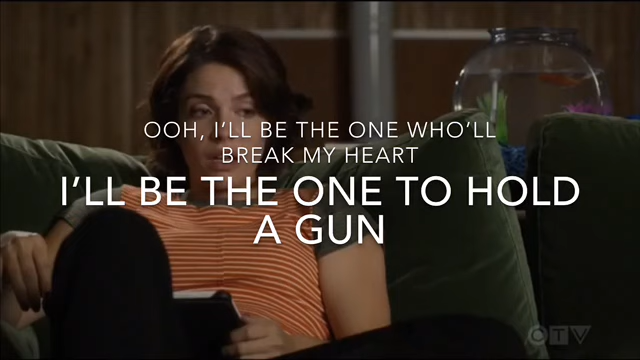 OOH, I'LL BE THE ONE WHO'LL
BREAK MY HEART
I'LL BE THE ONE TO HOLD
A GUN
CTV